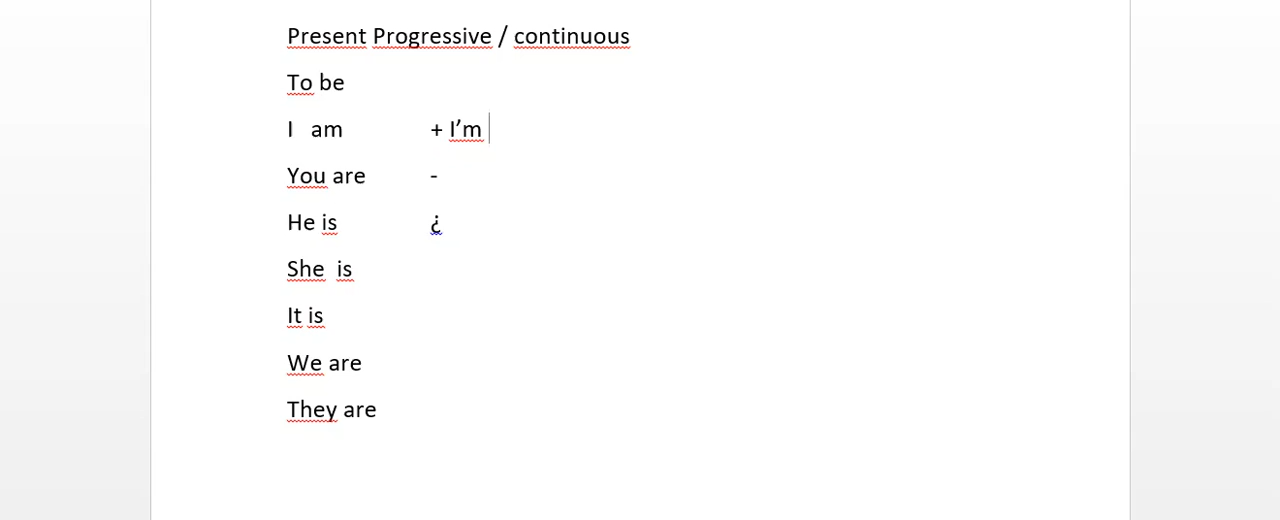 Present Progressive / continuous
To be
I am + I’m
You are -
He is ¿
She is
It is
We are
They are